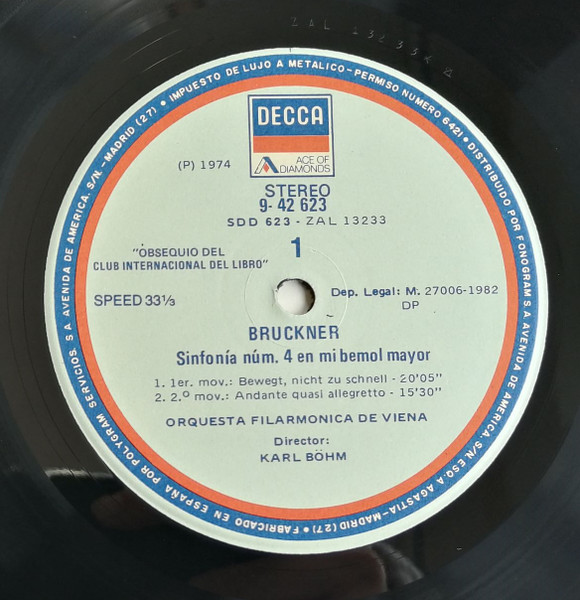 ZAL 13233
DECCA
ACE OF
DIAMONDS
(P) 1974
STEREO
9- 42 623
SDD 623 - ZAL 13233
1
"OBSEQUIO DEL
CLUB INTERNACIONAL DEL LIBRO"
SPEED 33⅓
Dep. Legal: M. 27006-1982
DP
BRUCKNER
Sinfonía núm. 4 en mi bemol mayor
1. 1er. mov.: Bewegt, nicht zu schnell - 20'05"
2. 2.º mov.: Andante quasi allegretto - 15'30"
ORQUESTA FILARMONICA DE VIENA
Director:
KARL BÖHM
• FABRICADO EN ESPAÑA POR POLYGRAM SERVICIOS. S A AVENIDA DE AMERICA. S/N. -MADRID (27) • IMPUESTO DE LUJO A METALICO-PERMISO NUMERO 6421 • DISTRIBUIDO POR FONOGRAM S A AVENIDA DE AMERICA. S/N ESQ. A AGASTIA-MADRID (27)